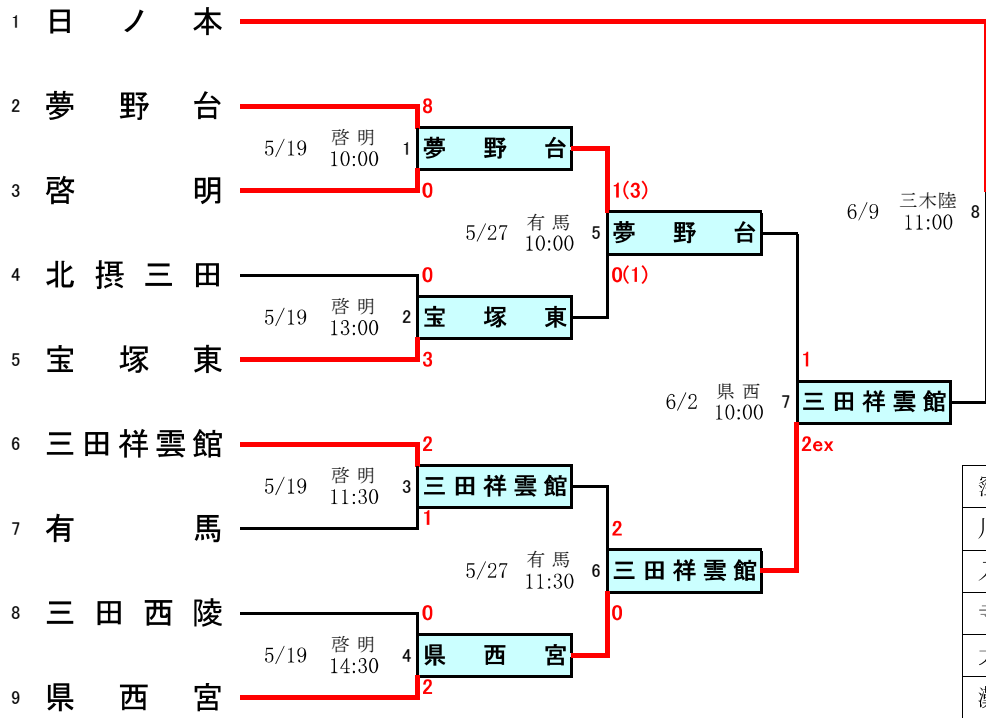 1 日ノ本
2 夢野台
8
5/19 啓明 10:00 1 夢野台
3 啓明
0
1(3)
5/27 有馬 10:00 5 夢野台
0(1)
6/9 三木陸 11:00 8
4 北摂三田
0
5/19 啓明 13:00 2 宝塚東
5 宝塚東
3
1
6/2 県西 10:00 7 三田祥雲館
2ex
6 三田祥雲館
2
5/19 啓明 11:30 3 三田祥雲館
7 有馬
1
2
5/27 有馬 11:30 6 三田祥雲館
0
8 三田西陵
0
5/19 啓明 14:30 4 県西宮
9 県西宮
2